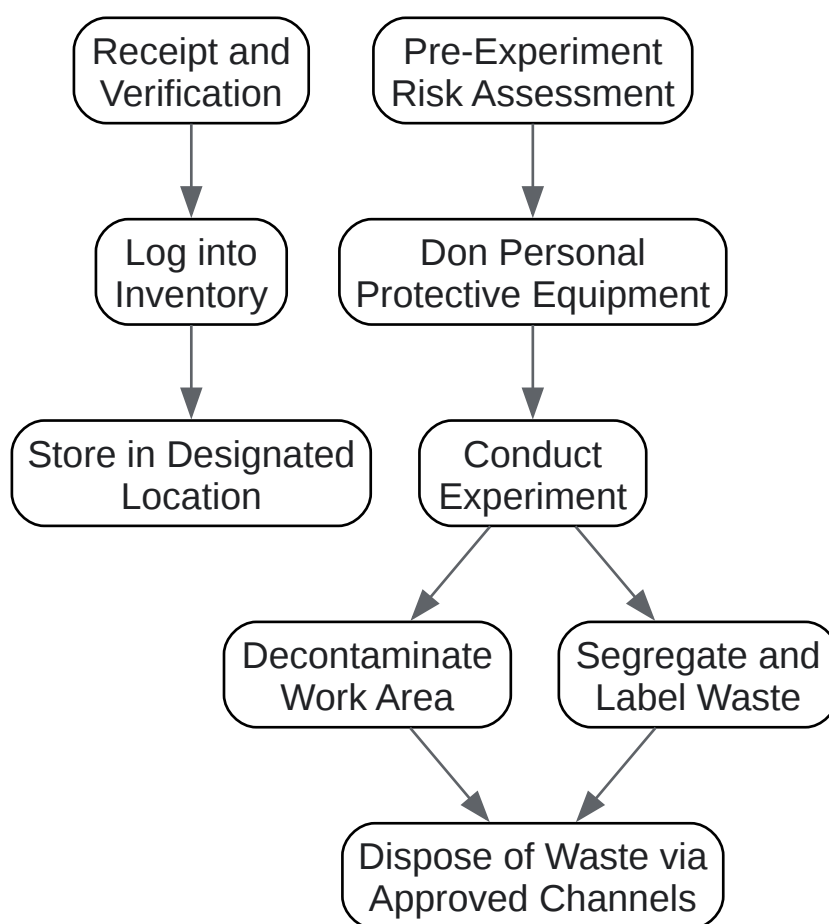 Receipt and
Verification
Pre-Experiment
Risk Assessment
Log into
Inventory
Don Personal
Protective Equipment
Store in Designated
Location
Conduct
Experiment
Decontaminate
Work Area
Segregate and
Label Waste
Dispose of Waste via
Approved Channels